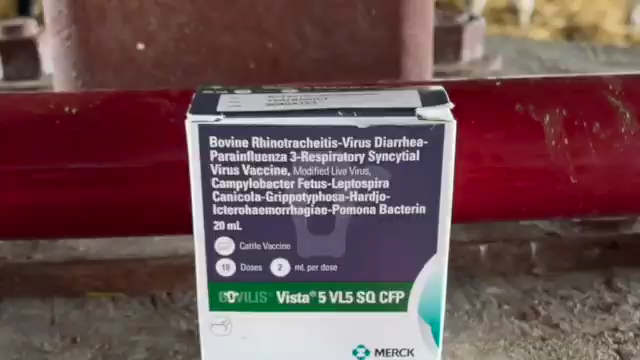 Bovine Rhinotracheitis-Virus Diarrhea-
Parainfluenza 3-Respiratory Syncytial
Virus Vaccine, Modified Live Virus,
Campylobacter Fetus-Leptospira
Canicola-Grippotyphosa-Hardjo-
Icterohaemorrhagiae-Pomona Bacterin
20 mL
Cattle Vaccine
10 Doses 2 mL per dose
BOVILIS® Vista® 5 VL5 SQ CFP
MERCK